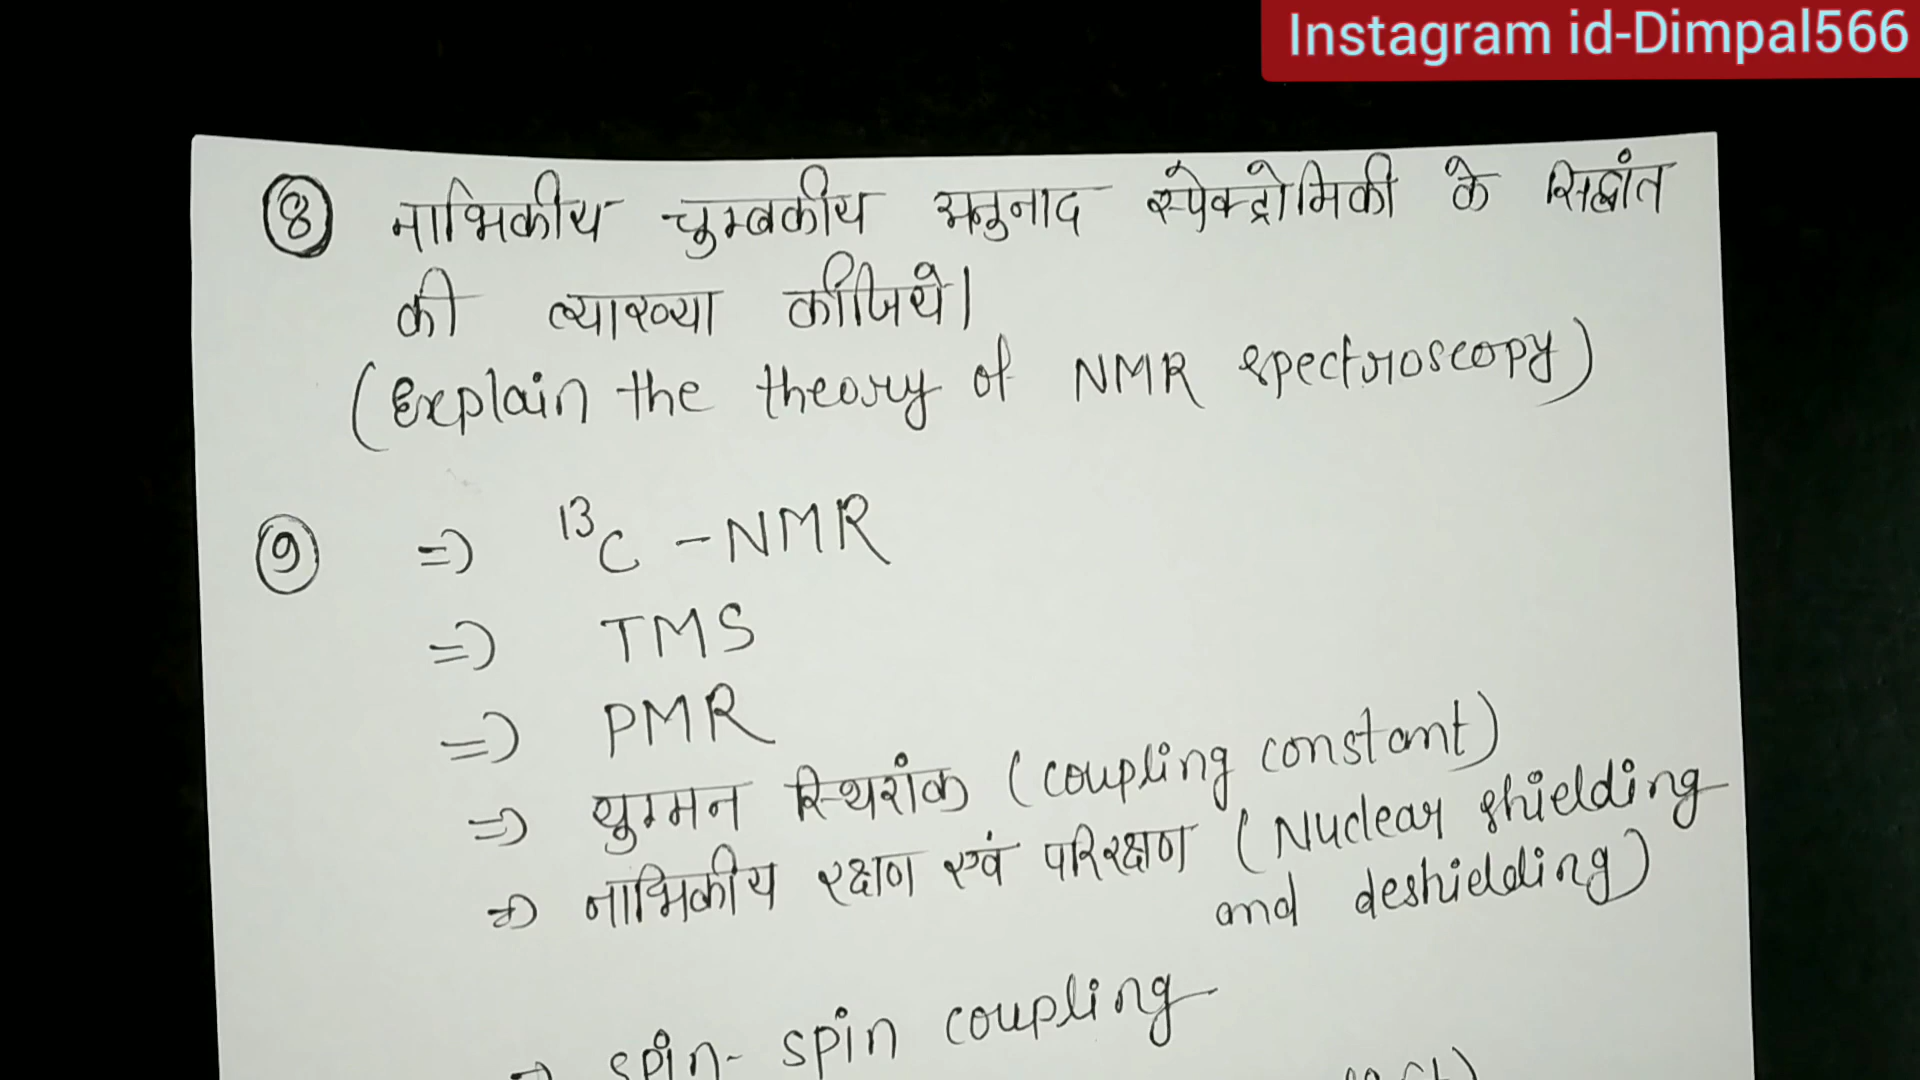 Instagram id-Dimpal566
⑧ नाभिकीय चुम्बकीय अनुनाद स्पेक्ट्रोमिकी के सिद्धांत
की व्याख्या कीजिये।
(Explain the theory of NMR spectroscopy)
⑨ ⇒ ¹³C - NMR
⇒ TMS
⇒ PMR
⇒ युग्मन स्थिरांक (coupling constant)
⇒ नाभिकीय रक्षण एवं परिरक्षण (Nuclear shielding
and deshielding)
⇒ spin-spin coupling